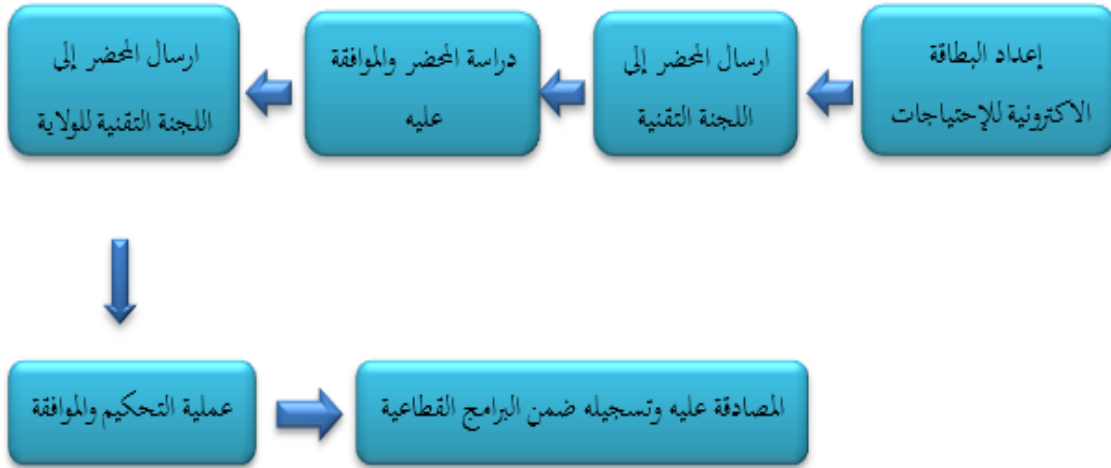 إعداد البطاقة
الاكترونية للإحتياجات
ارسال المحضر إلى
اللجنة التقنية
دراسة المحضر والموافقة
عليه
ارسال المحضر إلى
اللجنة التقنية للولاية
عملية التحكيم والموافقة
المصادقة عليه وتسجيله ضمن البرامج القطاعية